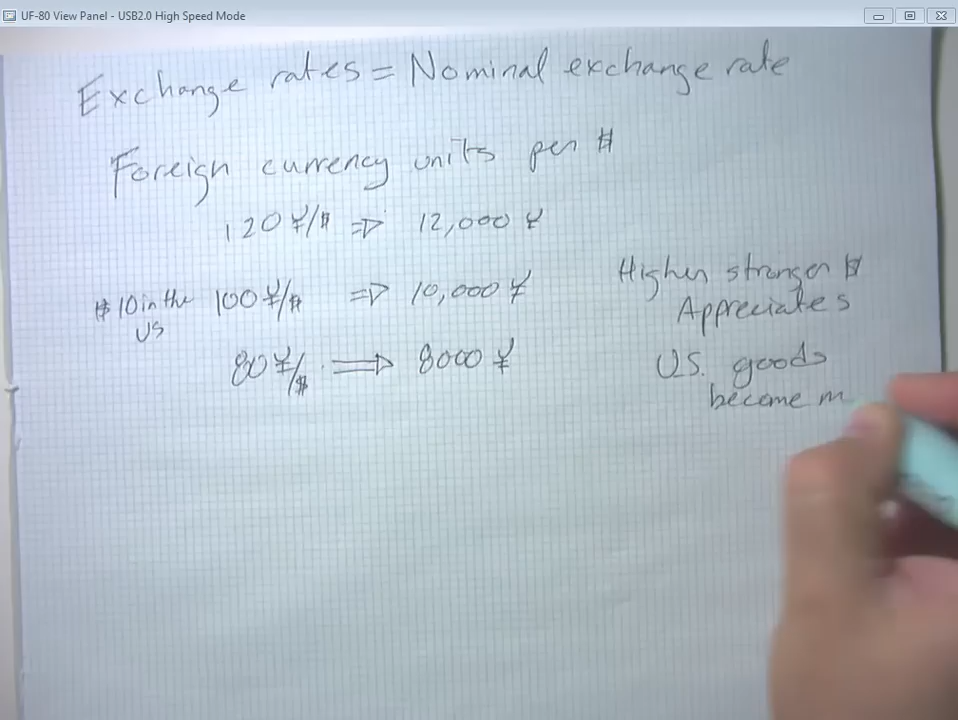 UF-80 View Panel - USB2.0 High Speed Mode
Exchange rates = Nominal exchange rate
Foreign currency units per $
120 ¥/$ ⇒ 12,000 ¥
$10 in the US 100 ¥/$ ⇒ 10,000 ¥
80 ¥/$ ⇒ 8000 ¥
Higher stronger $
Appreciates
U.S. goods
become m